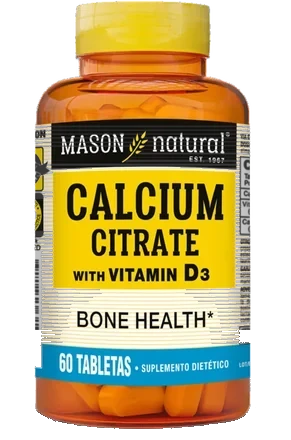 MASON natural®
EST. 1967
CALCIUM
CITRATE
WITH VITAMIN D3
BONE HEALTH*
60 TABLETAS • SUPLEMENTO DIETÉTICO